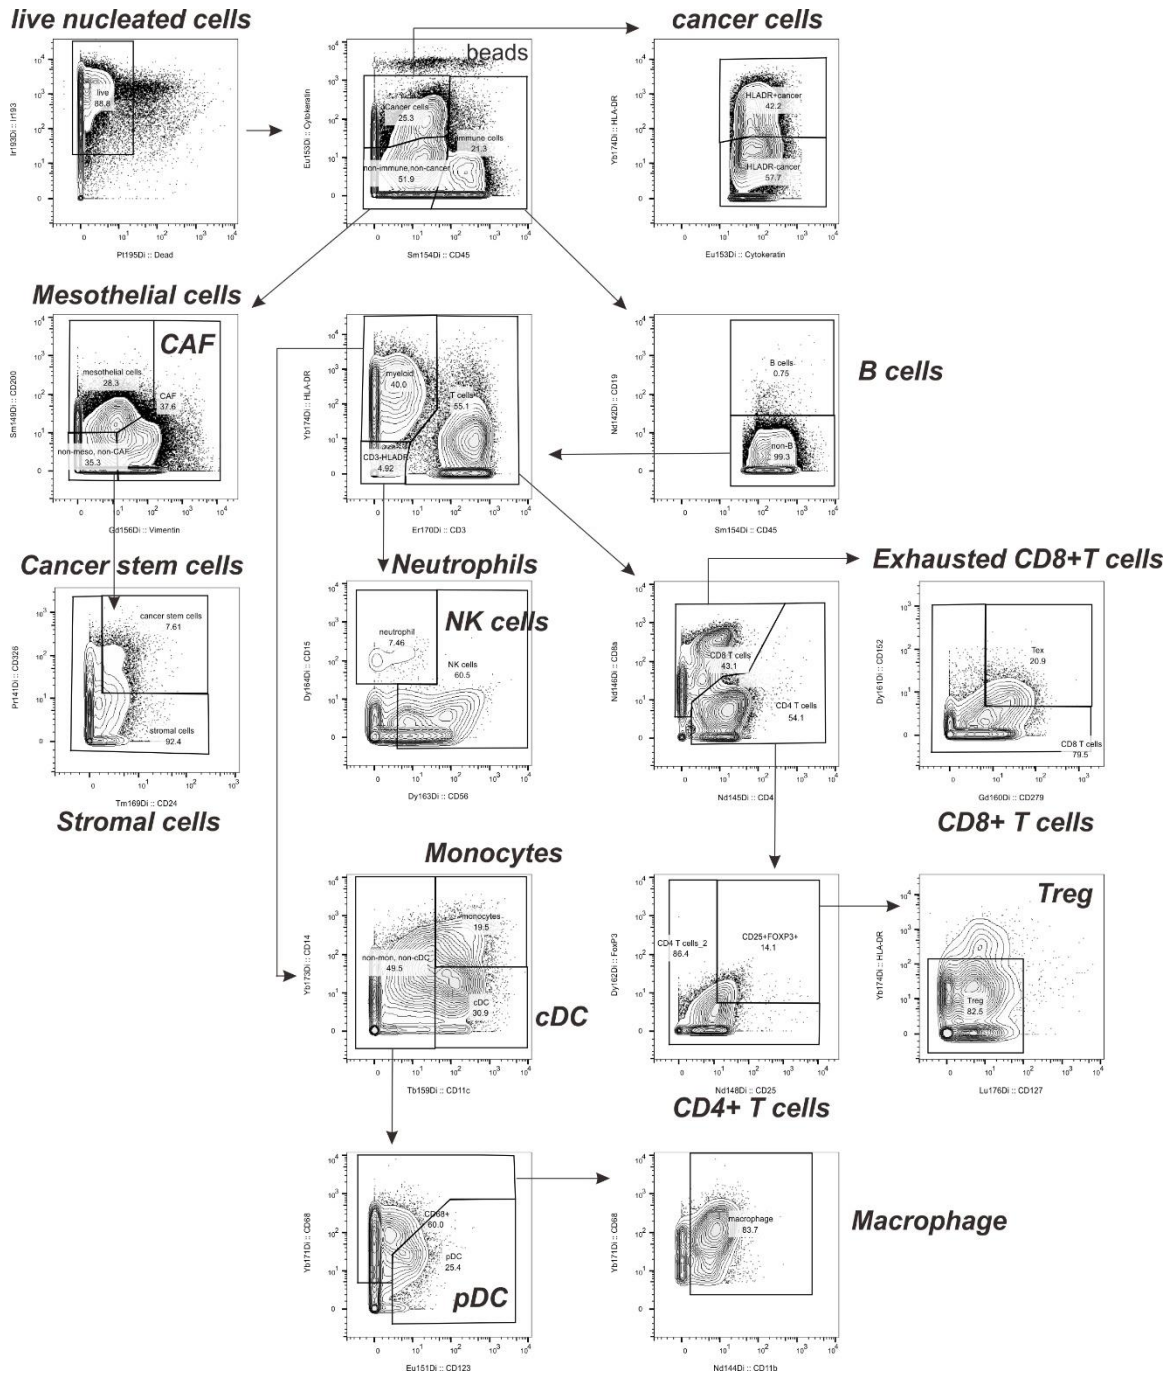 live nucleated cells
cancer cells
beads
live
88.8
Ir193Di :: Ir193
Pt195Di :: Dead
Cancer cells
25.3
immune cells
21.3
non-immune,non-cancer
51.9
Eu153Di :: Cytokeratin
Sm154Di :: CD45
HLADR+cancer
42.2
HLADR-cancer
57.7
Yb174Di :: HLA-DR
Eu153Di :: Cytokeratin
Mesothelial cells
CAF
mesothelial cells
28.3
CAF
37.6
non-meso, non-CAF
35.3
Sm149Di :: CD200
Gd156Di :: Vimentin
myeloid
40.0
T cells
55.1
CD3-HLADR-
4.92
Yb174Di :: HLA-DR
Er170Di :: CD3
B cells
0.75
non-B
99.3
Nd142Di :: CD19
Sm154Di :: CD45
B cells
Cancer stem cells
cancer stem cells
7.61
stromal cells
92.4
Pr141Di :: CD326
Tm169Di :: CD24
Stromal cells
Neutrophils
NK cells
neutrophil
7.46
NK cells
60.5
Dy164Di :: CD15
Dy163Di :: CD56
CD8 T cells
43.1
CD4 T cells
54.1
Nd146Di :: CD8a
Nd145Di :: CD4
Exhausted CD8+T cells
Tex
20.9
CD8 T cells
79.5
Dy161Di :: CD152
Gd160Di :: CD279
CD8+ T cells
Monocytes
monocytes
19.5
non-mon, non-cDC
49.5
cDC
30.9
cDC
Yb173Di :: CD14
Tb159Di :: CD11c
CD4 T cells_2
86.4
CD25+FOXP3+
14.1
Dy162Di :: FoxP3
Nd148Di :: CD25
CD4+ T cells
Treg
Treg
82.5
Yb174Di :: HLA-DR
Lu176Di :: CD127
CD68+
60.0
pDC
25.4
pDC
Yb171Di :: CD68
Eu151Di :: CD123
macrophage
83.7
Yb171Di :: CD68
Nd144Di :: CD11b
Macrophage